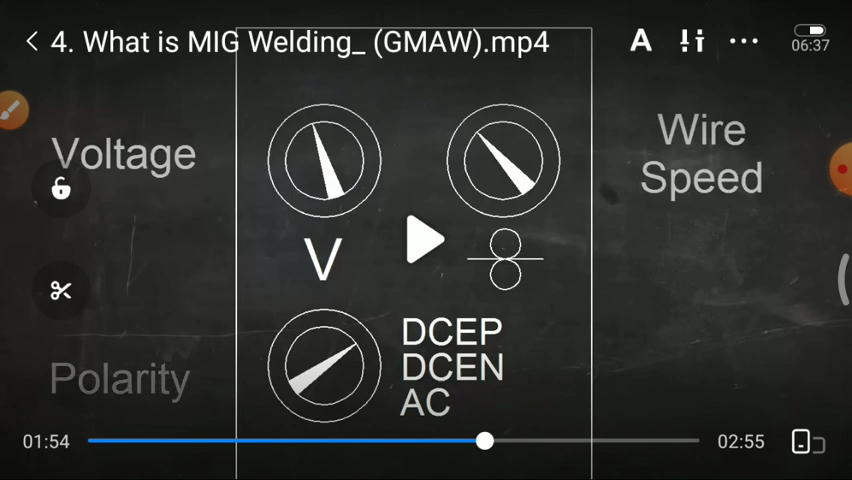 4. What is MIG Welding_ (GMAW).mp4
A
06:37
Voltage
Wire
Speed
V
DCEP
DCEN
AC
Polarity
01:54
02:55